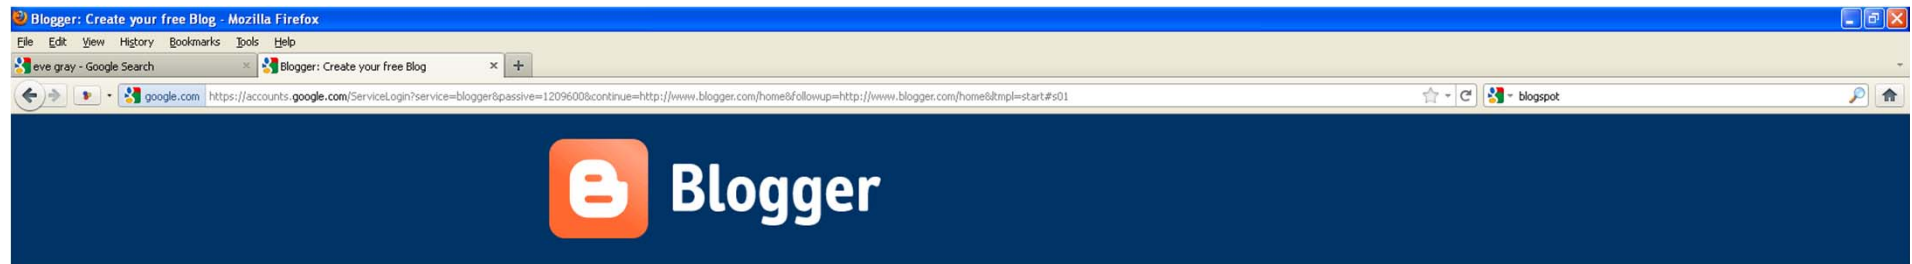 Blogger: Create your free Blog - Mozilla Firefox
File Edit View History Bookmarks Tools Help
eve gray - Google Search Blogger: Create your free Blog
google.com https://accounts.google.com/ServiceLogin?service=blogger&passive=1209600&continue=http://www.blogger.com/home&followup=http://www.blogger.com/home&ltmpl=start#s01 blogspot
Blogger